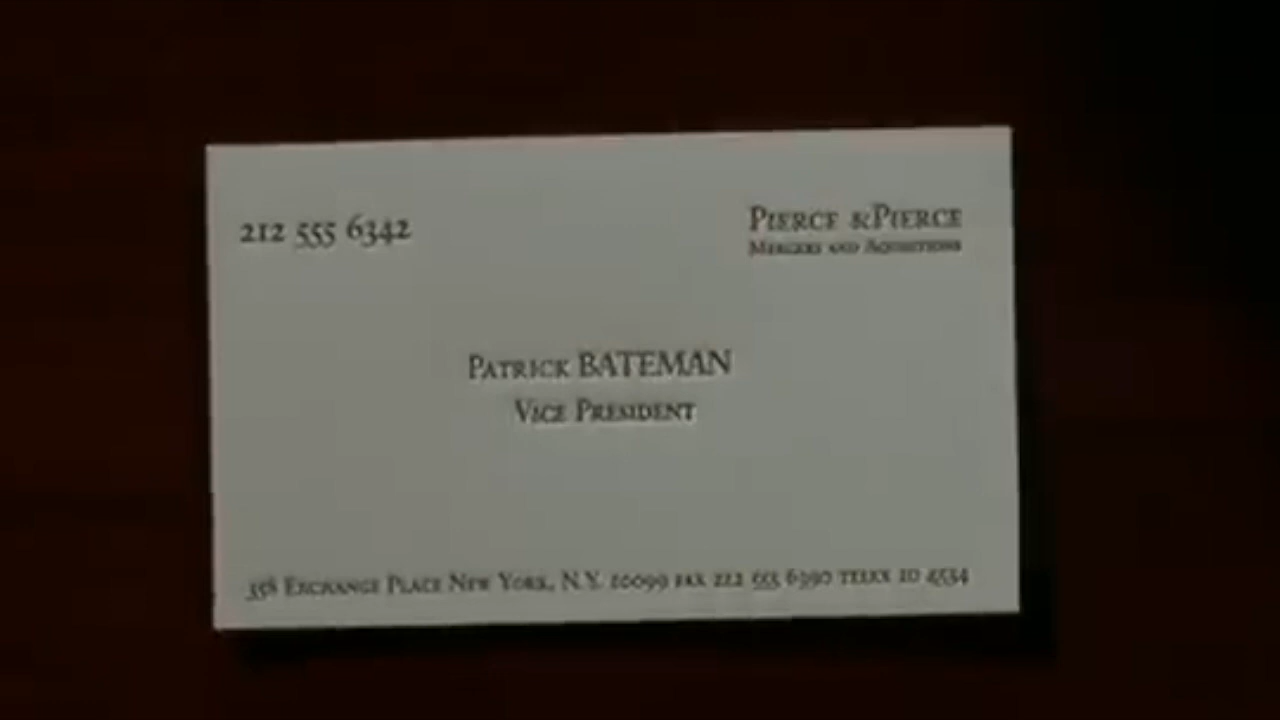 212 555 6342
PIERCE & PIERCE
MERGERS AND AQUISITIONS
PATRICK BATEMAN
VICE PRESIDENT
358 EXCHANGE PLACE NEW YORK, N.Y. 10099 FAX 212 555 6390 TELEX 10 4534